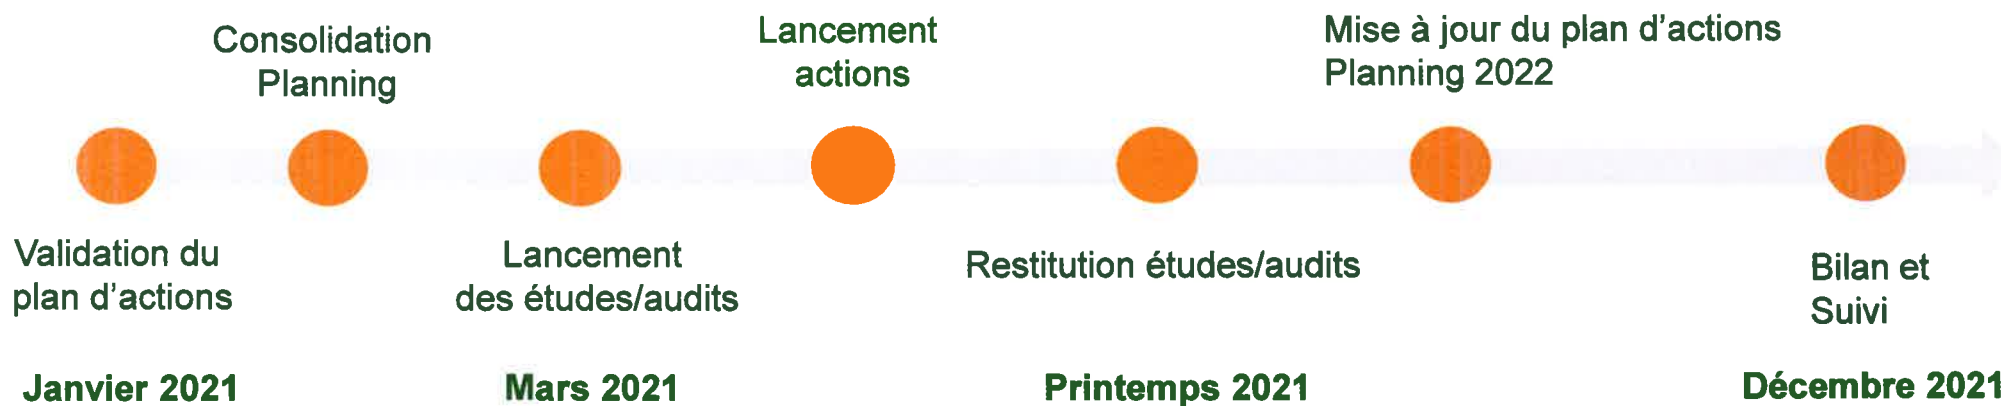 Consolidation
Planning
Lancement
actions
Mise à jour du plan d'actions
Planning 2022
Validation du
plan d'actions
Lancement
des études/audits
Restitution études/audits
Bilan et
Suivi
Janvier 2021
Mars 2021
Printemps 2021
Décembre 2021